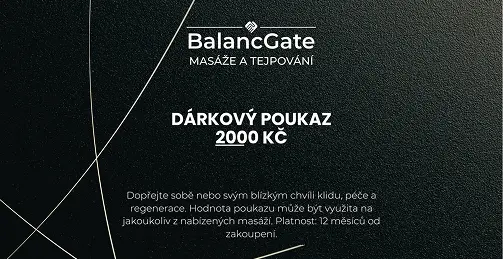 BalancGate
MASÁŽE A TEJPOVÁNÍ
DÁRKOVÝ POUKAZ
2000 KČ
Dopřejte sobě nebo svým blízkým chvíli klidu, péče a
regenerace. Hodnota poukazu může být využita na
jakoukoliv z nabízených masáží. Platnost: 12 měsíců od
zakoupení.